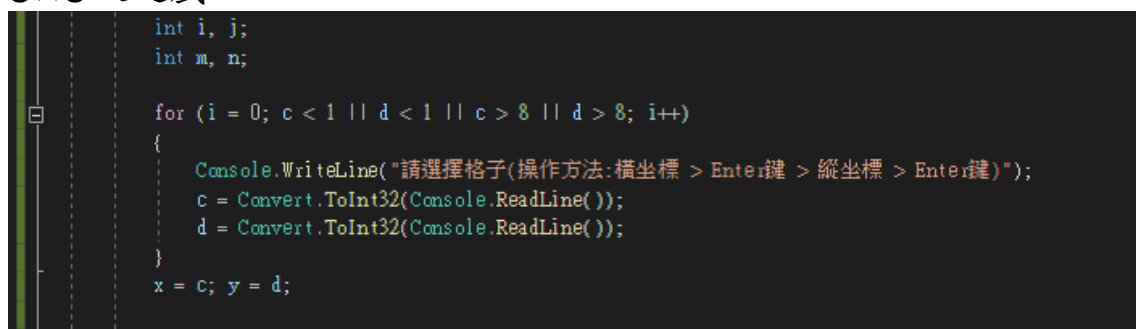 int i, j;
int m, n;
for (i = 0; c < 1 || d < 1 || c > 8 || d > 8; i++)
{
Console.WriteLine("請選擇格子(操作方法:橫坐標 > Enter鍵 > 縱坐標 > Enter鍵)");
c = Convert.ToInt32(Console.ReadLine());
d = Convert.ToInt32(Console.ReadLine());
}
x = c; y = d;